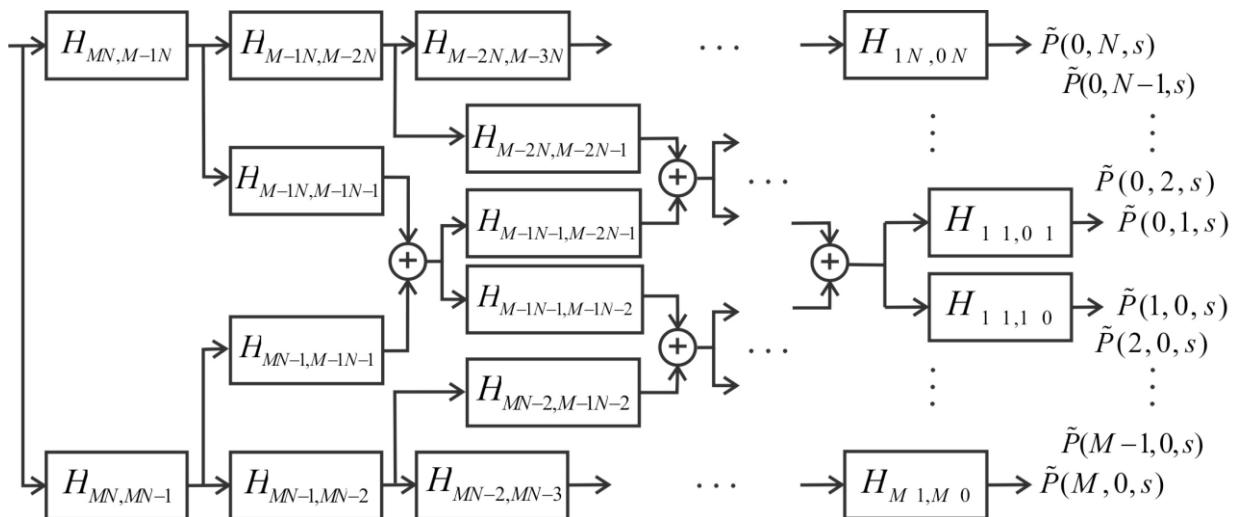 H_{MN,M-1N} H_{M-1N,M-2N} H_{M-2N,M-3N} ... H_{1N,0N} P̃(0,N,s)
P̃(0,N-1,s)
H_{M-2N,M-2N-1}
H_{M-1N,M-1N-1}
+
P̃(0,2,s)
H_{M-1N-1,M-2N-1} ... H_{11,01} P̃(0,1,s)
+ +
H_{M-1N-1,M-1N-2} H_{11,10} P̃(1,0,s)
H_{MN-1,M-1N-1} + ... P̃(2,0,s)
H_{MN-2,M-1N-2}
P̃(M-1,0,s)
H_{MN,MN-1} H_{MN-1,MN-2} H_{MN-2,MN-3} ... H_{M1,M0} P̃(M,0,s)